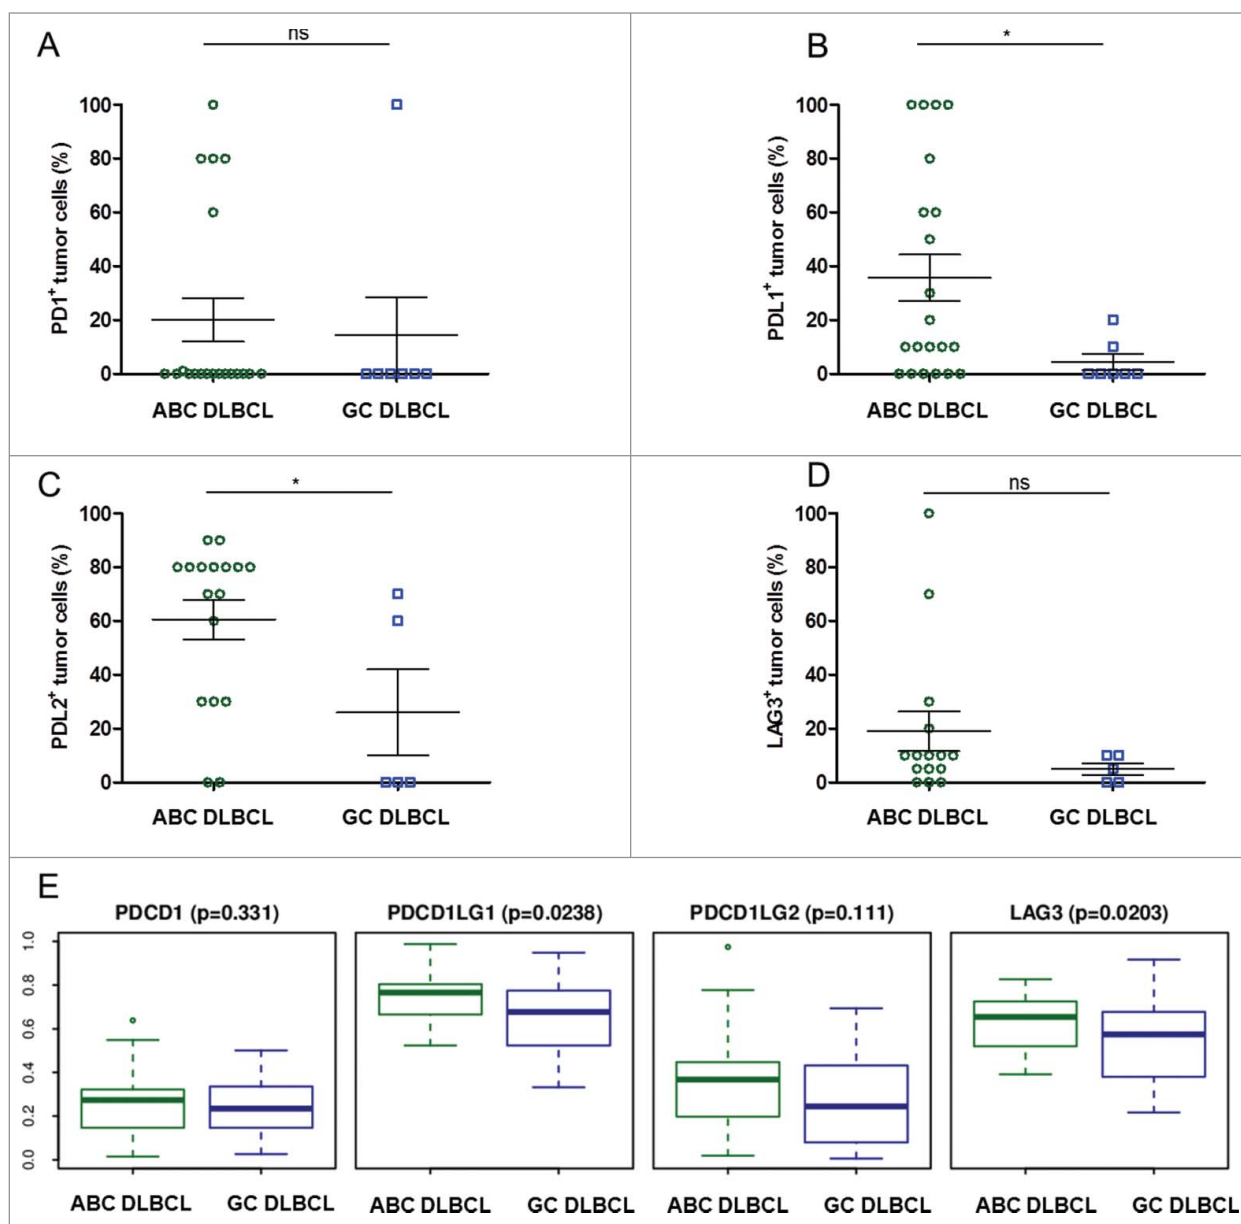 A
ns
PD1+ tumor cells (%)
100
80
60
40
20
0
ABC DLBCL GC DLBCL
B
*
PDL1+ tumor cells (%)
100
80
60
40
20
0
ABC DLBCL GC DLBCL
C
*
PDL2+ tumor cells (%)
100
80
60
40
20
0
ABC DLBCL GC DLBCL
D
ns
LAG3+ tumor cells (%)
100
80
60
40
20
0
ABC DLBCL GC DLBCL
E
PDCD1 (p=0.331) PDCD1LG1 (p=0.0238) PDCD1LG2 (p=0.111) LAG3 (p=0.0203)
1.0
0.8
0.6
0.4
0.2
0.0
ABC DLBCL GC DLBCL ABC DLBCL GC DLBCL ABC DLBCL GC DLBCL ABC DLBCL GC DLBCL